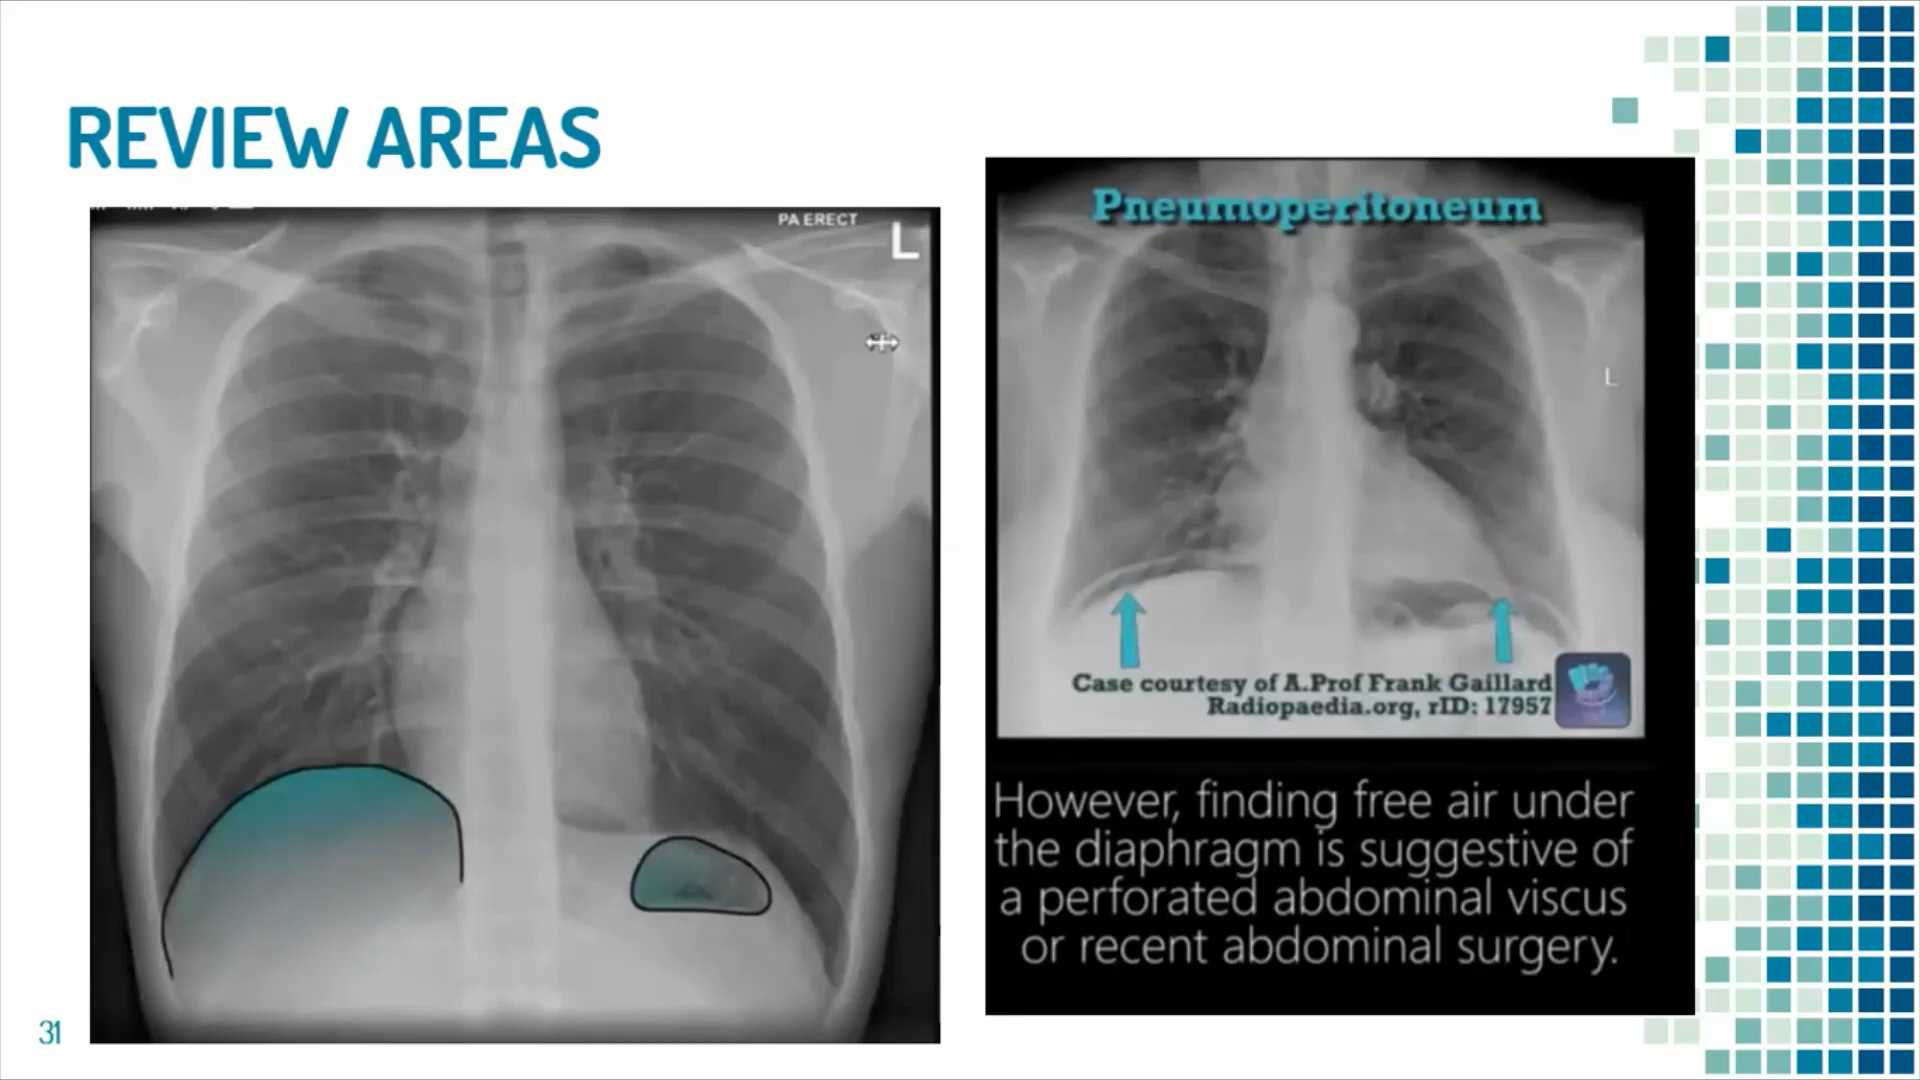 REVIEW AREAS
PA ERECT
L
Pneumoperitoneum
L
Case courtesy of A.Prof Frank Gaillard
Radiopaedia.org, rID: 17957
However, finding free air under
the diaphragm is suggestive of
a perforated abdominal viscus
or recent abdominal surgery.
31